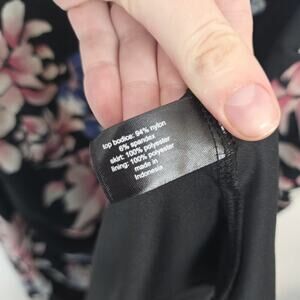 top bodice: 94% nylon
6% spandex
skirt: 100% polyester
lining: 100% polyester
made in
Indonesia